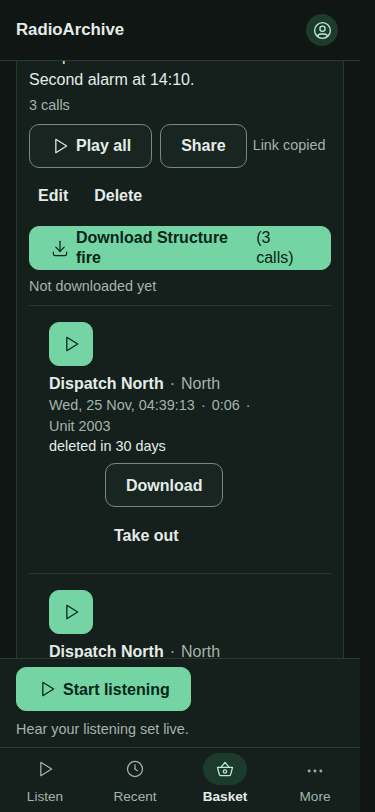 RadioArchive
Second alarm at 14:10.
3 calls
Play all
Share
Link copied
Edit
Delete
Download Structure fire
(3 calls)
Not downloaded yet
Dispatch North · North
Wed, 25 Nov, 04:39:13 · 0:06 ·
Unit 2003
deleted in 30 days
Download
Take out
Dispatch North · North
Start listening
Hear your listening set live.
Listen
Recent
Basket
More